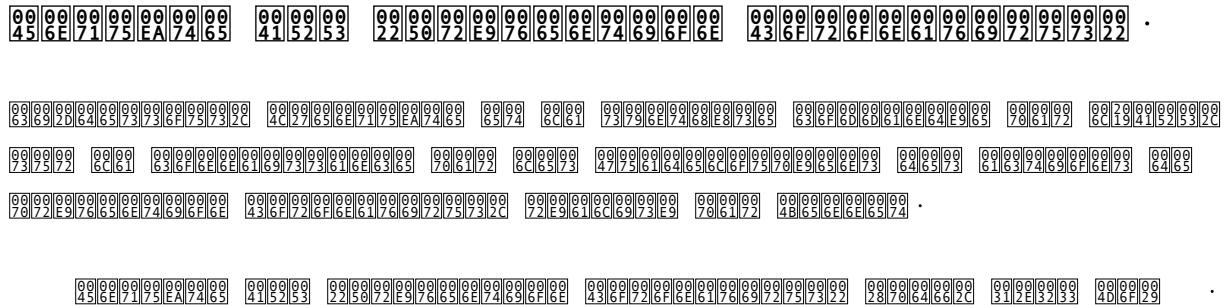 Enquête ARS "Prévention Coronavirus" .
ci-dessous, L'enquête et la synthèse commandée par l’ARS,
sur la connaissance par les Guadeloupéens des actions de
prévention Coronavirus, réalisé par Kennet .
Enquête ARS "Prévention Coronavirus" (pdf, 1.23 Mo) .